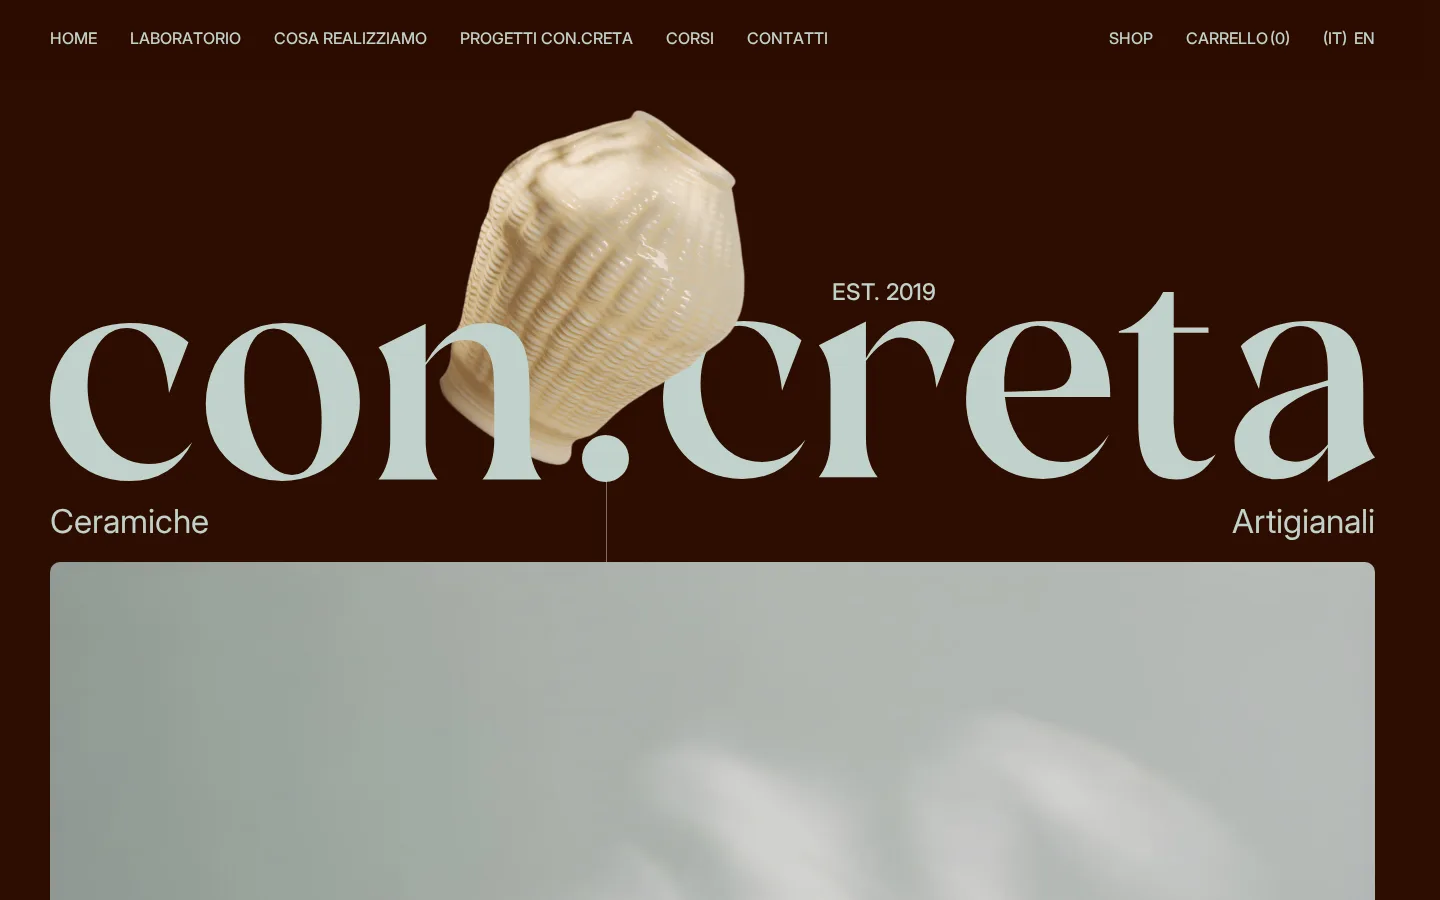 HOME LABORATORIO COSA REALIZZIAMO PROGETTI CON.CRETA CORSI CONTATTI SHOP CARRELLO (0) (IT) EN
EST. 2019
con.creta
Ceramiche Artigianali